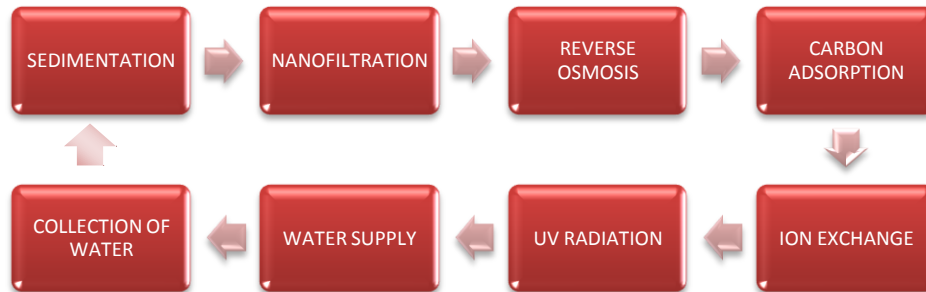 SEDIMENTATION
NANOFILTRATION
REVERSE
OSMOSIS
CARBON
ADSORPTION
COLLECTION OF
WATER
WATER SUPPLY
UV RADIATION
ION EXCHANGE